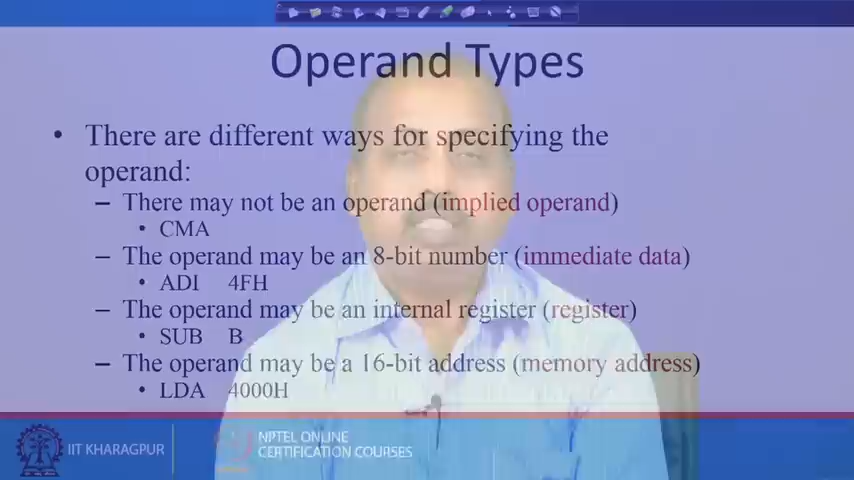 Operand Types
• There are different ways for specifying the
operand:
– There may not be an operand (implied operand)
• CMA
– The operand may be an 8-bit number (immediate data)
• ADI 4FH
– The operand may be an internal register (register)
• SUB B
– The operand may be a 16-bit address (memory address)
• LDA 4000H
IIT KHARAGPUR
NPTEL ONLINE
CERTIFICATION COURSES